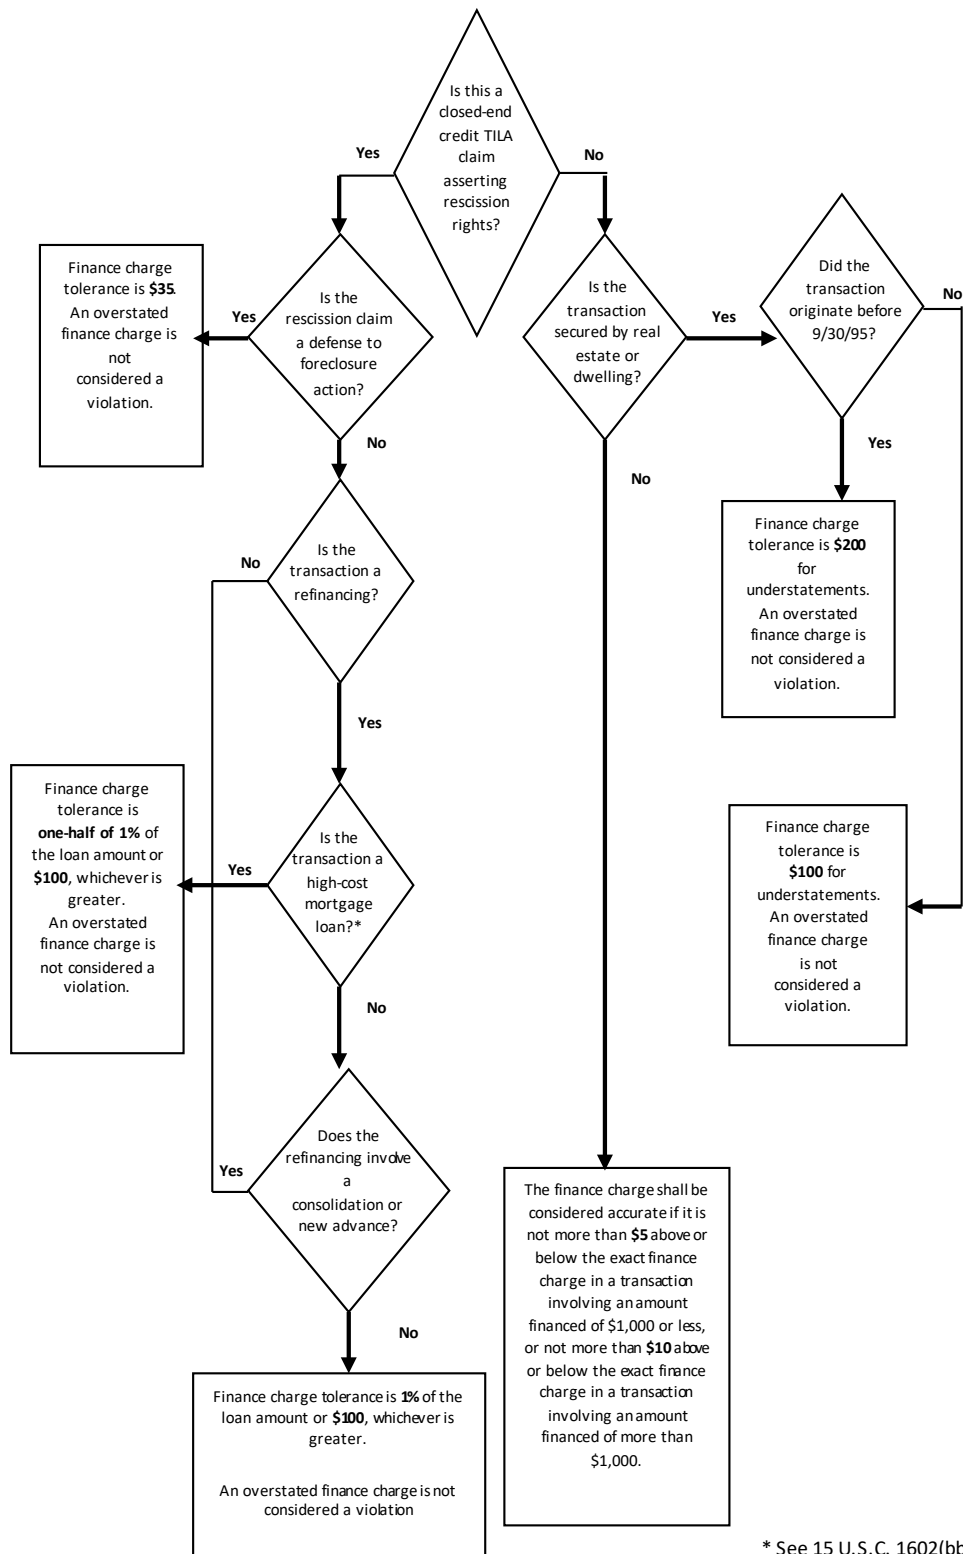 Is this a
closed-end
credit TILA
claim
asserting
rescission
rights?
Yes
No
Finance charge
tolerance is $35.
An overstated
finance charge is
not
considered a
violation.
Yes
Is the
rescission claim
a defense to
foreclosure
action?
Is the
transaction
secured by real
estate or
dwelling?
Yes
Did the
transaction
originate before
9/30/95?
No
No
No
Yes
Finance charge
tolerance is $200
for
understatements.
An overstated
finance charge is
not considered a
violation.
No
Is the
transaction a
refinancing?
Yes
Finance charge
tolerance is
one-half of 1% of
the loan amount or
$100, whichever is
greater.
An overstated
finance charge is
not considered a
violation.
Yes
Is the
transaction a
high-cost
mortgage
loan?*
Finance charge
tolerance is
$100 for
understatements.
An overstated
finance charge
is not
considered a
violation.
No
Yes
Does the
refinancing involve
a
consolidation or
new advance?
No
The finance charge shall be
considered accurate if it is
not more than $5 above or
below the exact finance
charge in a transaction
involving an amount
financed of $1,000 or less,
or not more than $10 above
or below the exact finance
charge in a transaction
involving an amount
financed of more than
$1,000.
Finance charge tolerance is 1% of the
loan amount or $100, whichever is
greater.
An overstated finance charge is not
considered a violation
* See 15 U.S.C. 1602(bb